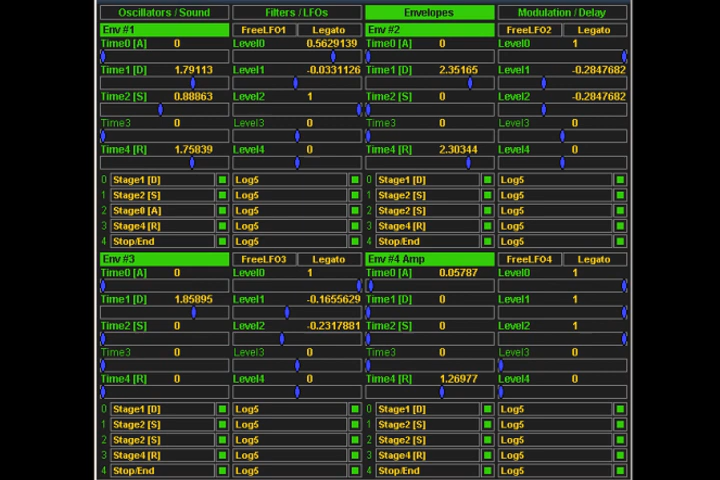 Oscillators / Sound Filters / LFOs Envelopes Modulation / Delay
Env #1 FreeLFO1 Legato Env #2 FreeLFO2 Legato
Time0 [A] 0 Level0 0.5629139 Time0 [A] 0 Level0 1
Time1 [D] 1.79113 Level1 -0.0331126 Time1 [D] 2.35165 Level1 -0.2847682
Time2 [S] 0.88863 Level2 1 Time2 [S] 0 Level2 -0.2847682
Time3 0 Level3 0 Time3 0 Level3 0
Time4 [R] 1.75839 Level4 0 Time4 [R] 2.30344 Level4 0
0 Stage1 [D] Log5 0 Stage1 [D] Log5
1 Stage2 [S] Log5 1 Stage2 [S] Log5
2 Stage0 [A] Log5 2 Stage2 [S] Log5
3 Stage4 [R] Log5 3 Stage4 [R] Log5
4 Stop/End Log5 4 Stop/End Log5
Env #3 FreeLFO3 Legato Env #4 Amp FreeLFO4 Legato
Time0 [A] 0 Level0 1 Time0 [A] 0.05787 Level0 1
Time1 [D] 1.85895 Level1 -0.1655629 Time1 [D] 0 Level1 1
Time2 [S] 0 Level2 -0.2317881 Time2 [S] 0 Level2 1
Time3 0 Level3 0 Time3 0 Level3 0
Time4 [R] 0 Level4 0 Time4 [R] 1.26977 Level4 0
0 Stage1 [D] Log5 0 Stage1 [D] Log5
1 Stage2 [S] Log5 1 Stage2 [S] Log5
2 Stage2 [S] Log5 2 Stage2 [S] Log5
3 Stage4 [R] Log5 3 Stage4 [R] Log5
4 Stop/End Log5 4 Stop/End Log5